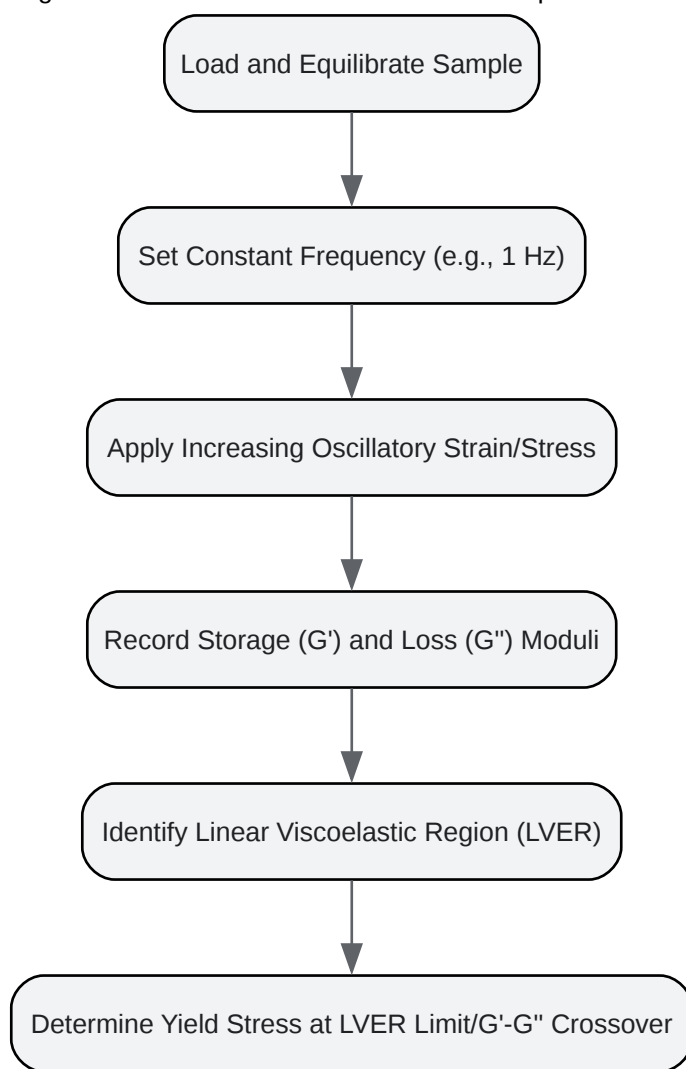 Load and Equilibrate Sample
Set Constant Frequency (e.g., 1 Hz)
Apply Increasing Oscillatory Strain/Stress
Record Storage (G') and Loss (G'') Moduli
Identify Linear Viscoelastic Region (LVER)
Determine Yield Stress at LVER Limit/G'-G'' Crossover